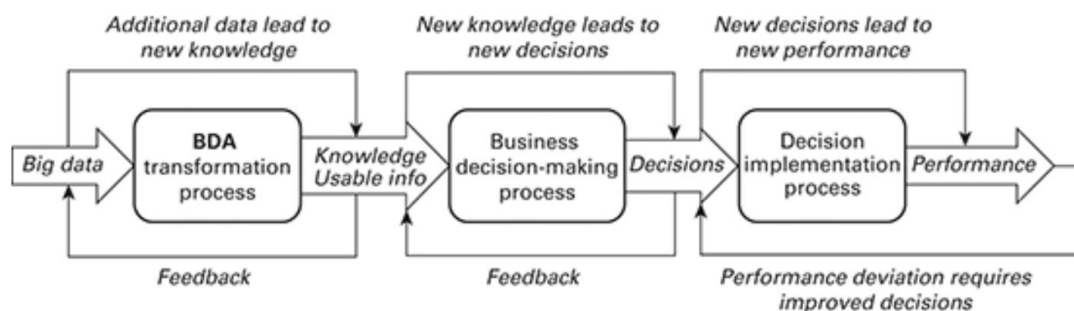 Additional data lead to
new knowledge
New knowledge leads to
new decisions
New decisions lead to
new performance
Big data
BDA
transformation
process
Knowledge
Usable info
Business
decision-making
process
Decisions
Decision
implementation
process
Performance
Feedback
Feedback
Performance deviation requires
improved decisions